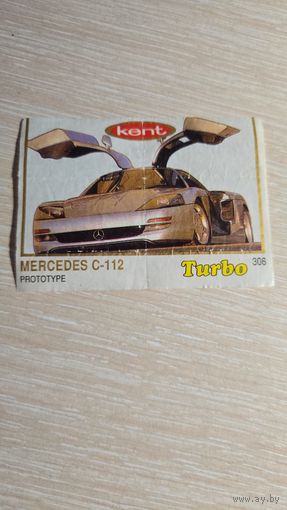 kent
MERCEDES C-112
PROTOTYPE
Turbo
306
www.ay.by